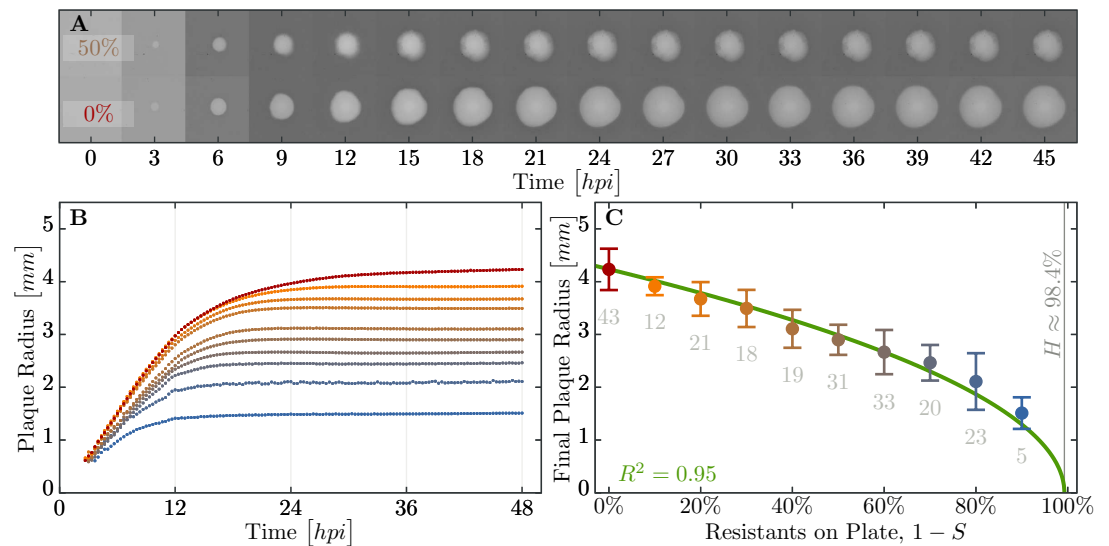 A
50%
0%
0 3 6 9 12 15 18 21 24 27 30 33 36 39 42 45
Time [hpi]
B
Plaque Radius [mm]
5
4
3
2
1
0
0 12 24 36 48
Time [hpi]
C
Final Plaque Radius [mm]
5
4
3
2
1
0
43
12
21
18
19
31
33
20
23
5
H ≈ 98.4%
R² = 0.95
0% 20% 40% 60% 80% 100%
Resistants on Plate, 1 − S